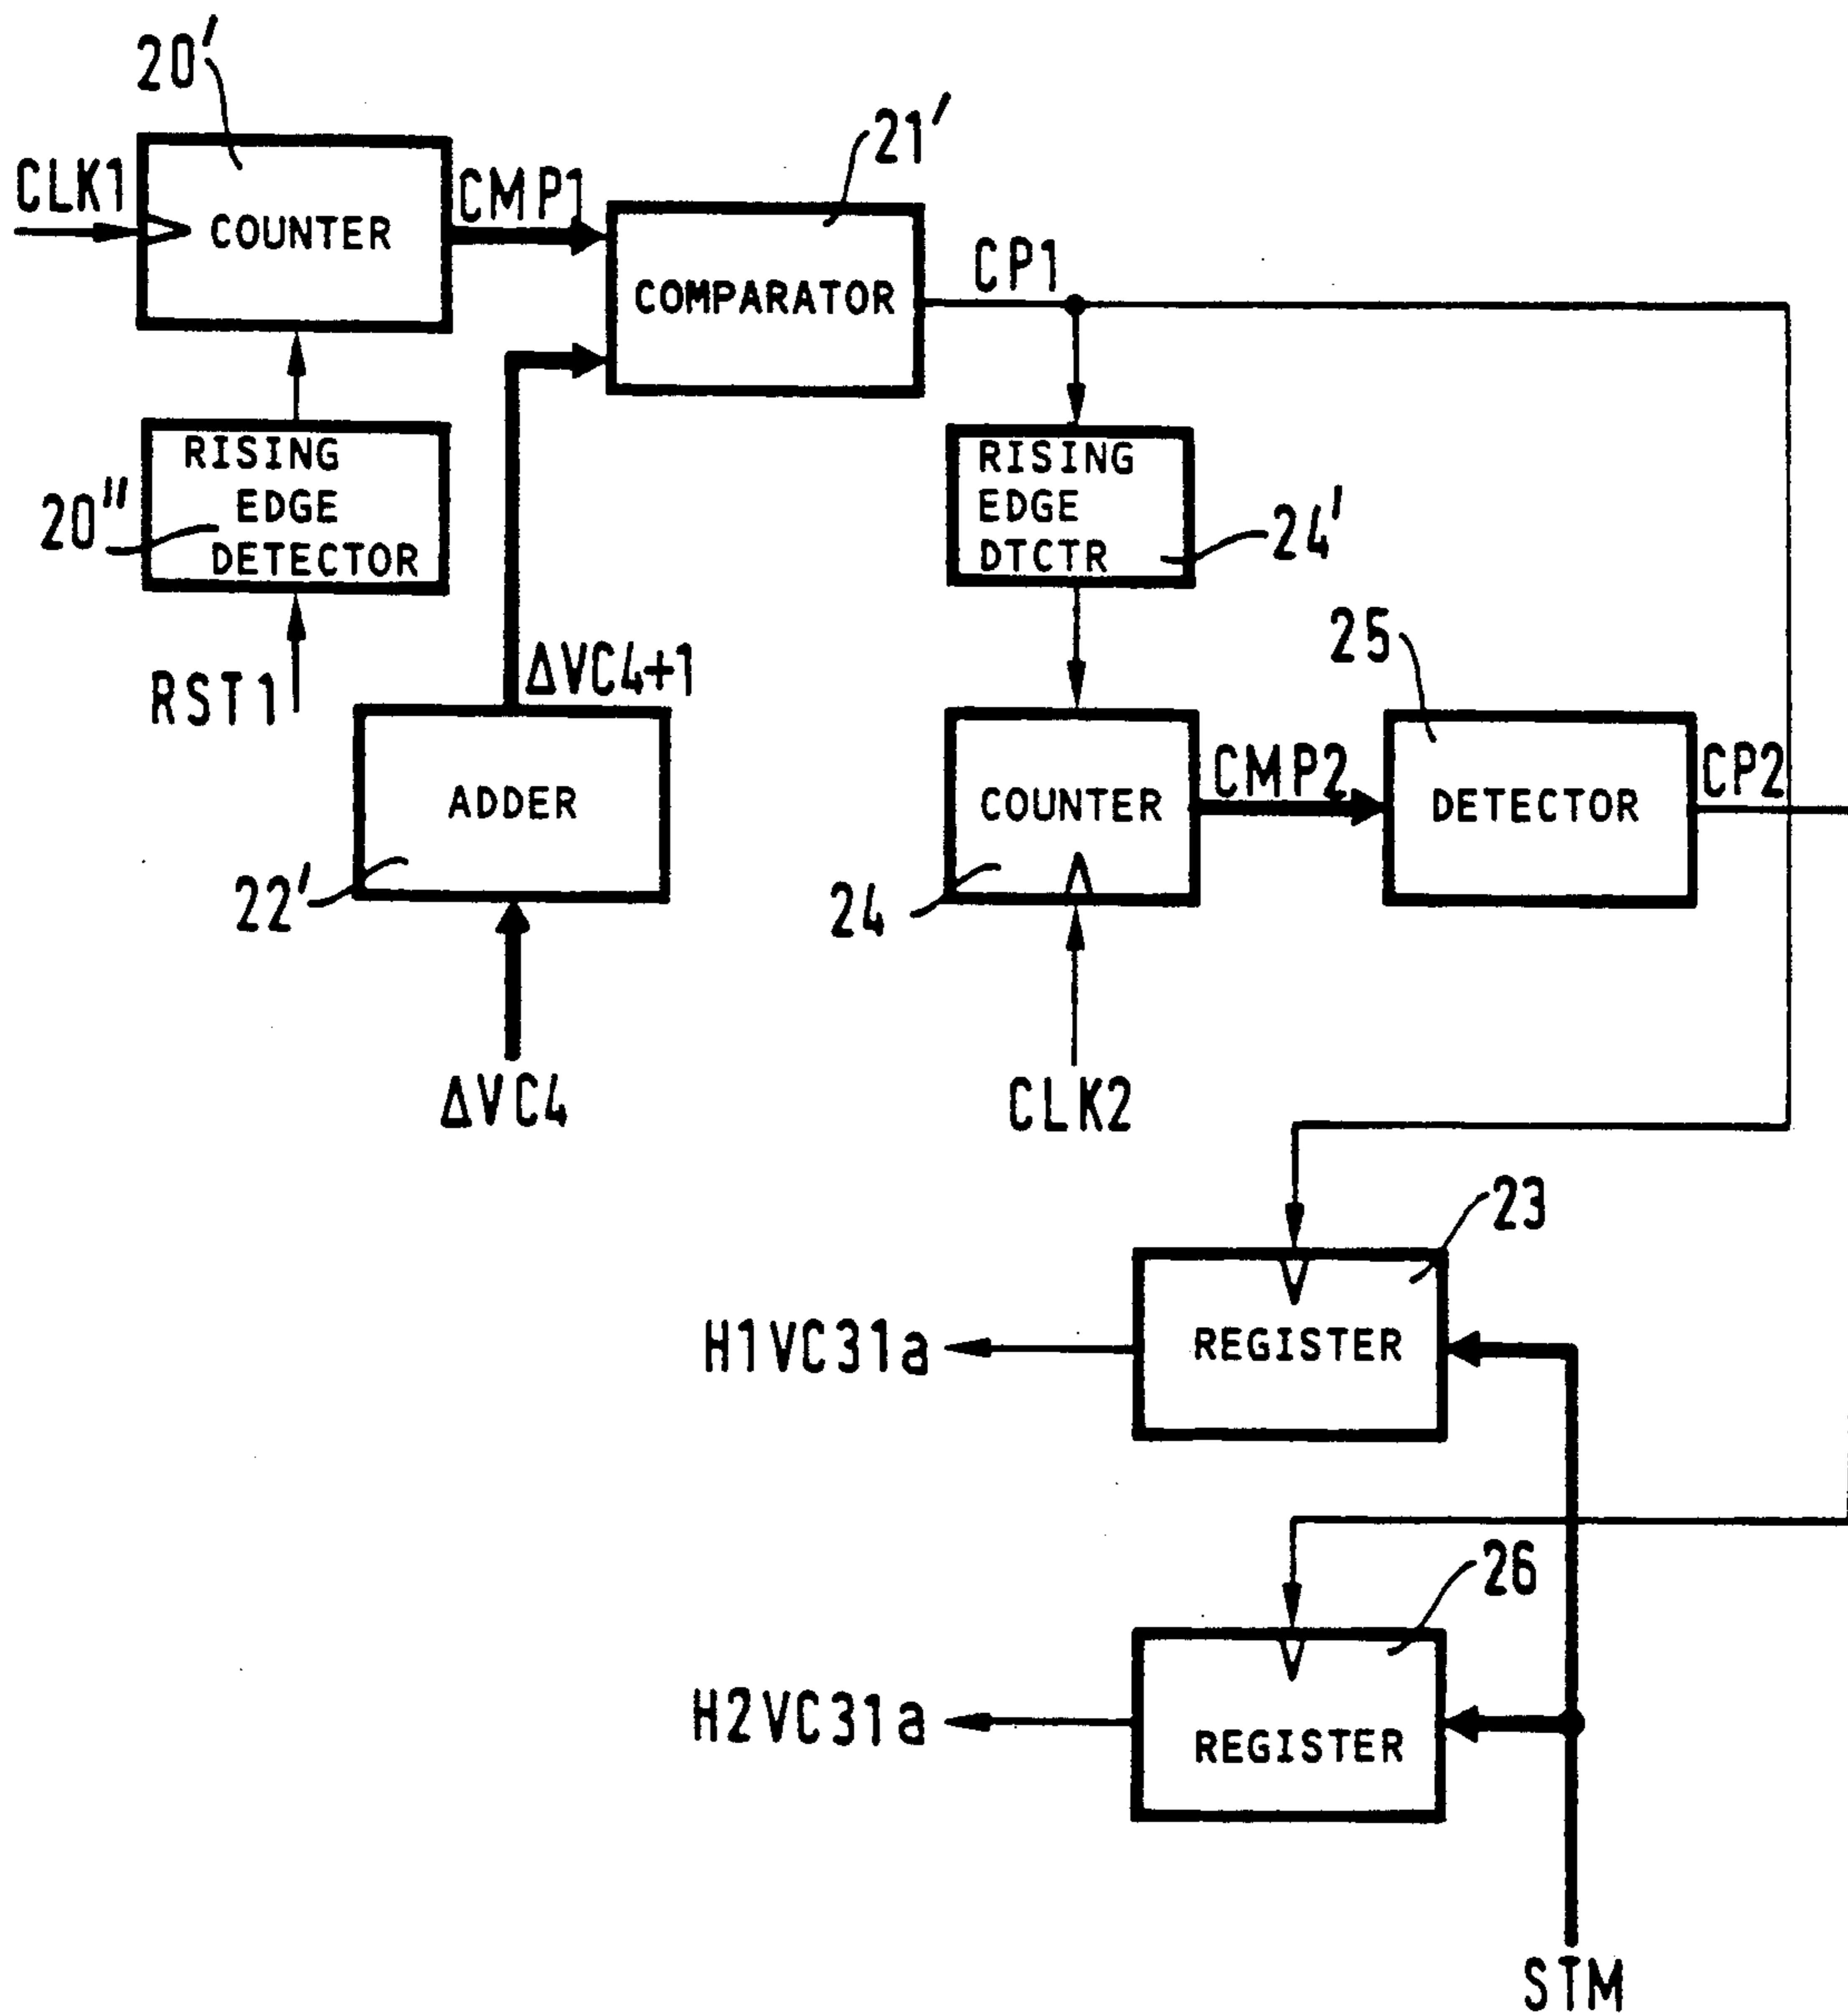 20′
21′
CLK1
COUNTER
CMP1
COMPARATOR
CP1
RISING
EDGE
DETECTOR
20″
RISING
EDGE
DTCTR
24′
RST1
ΔVC4+1
25
ADDER
COUNTER
CMP2
DETECTOR
CP2
22′
24
ΔVC4
CLK2
23
H1VC31a
REGISTER
26
H2VC31a
REGISTER
STM